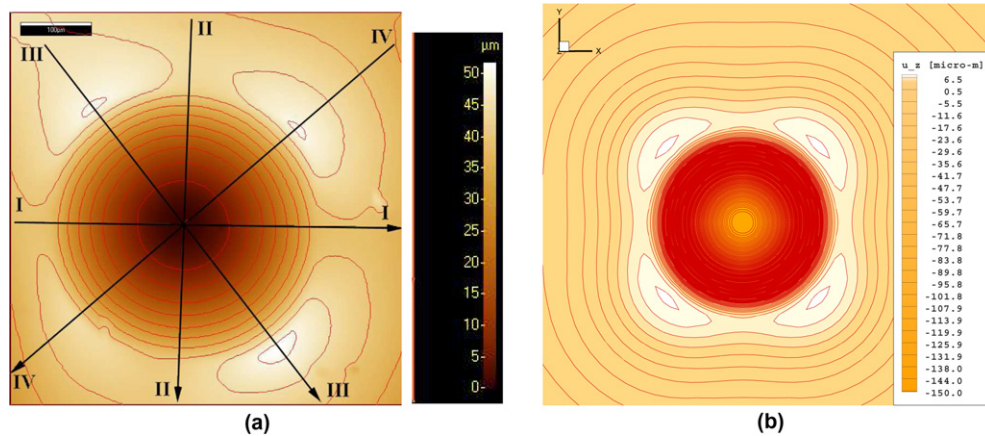 100µm
II
III
IV
I
I
II
III
IV
µm
50
45
40
35
30
25
20
15
10
5
0
(a)
Y
X
u_z [micro-m]
6.5
0.5
-5.5
-11.6
-17.6
-23.6
-29.6
-35.6
-41.7
-47.7
-53.7
-59.7
-65.7
-71.8
-77.8
-83.8
-89.8
-95.8
-101.8
-107.9
-113.9
-119.9
-125.9
-131.9
-138.0
-144.0
-150.0
(b)